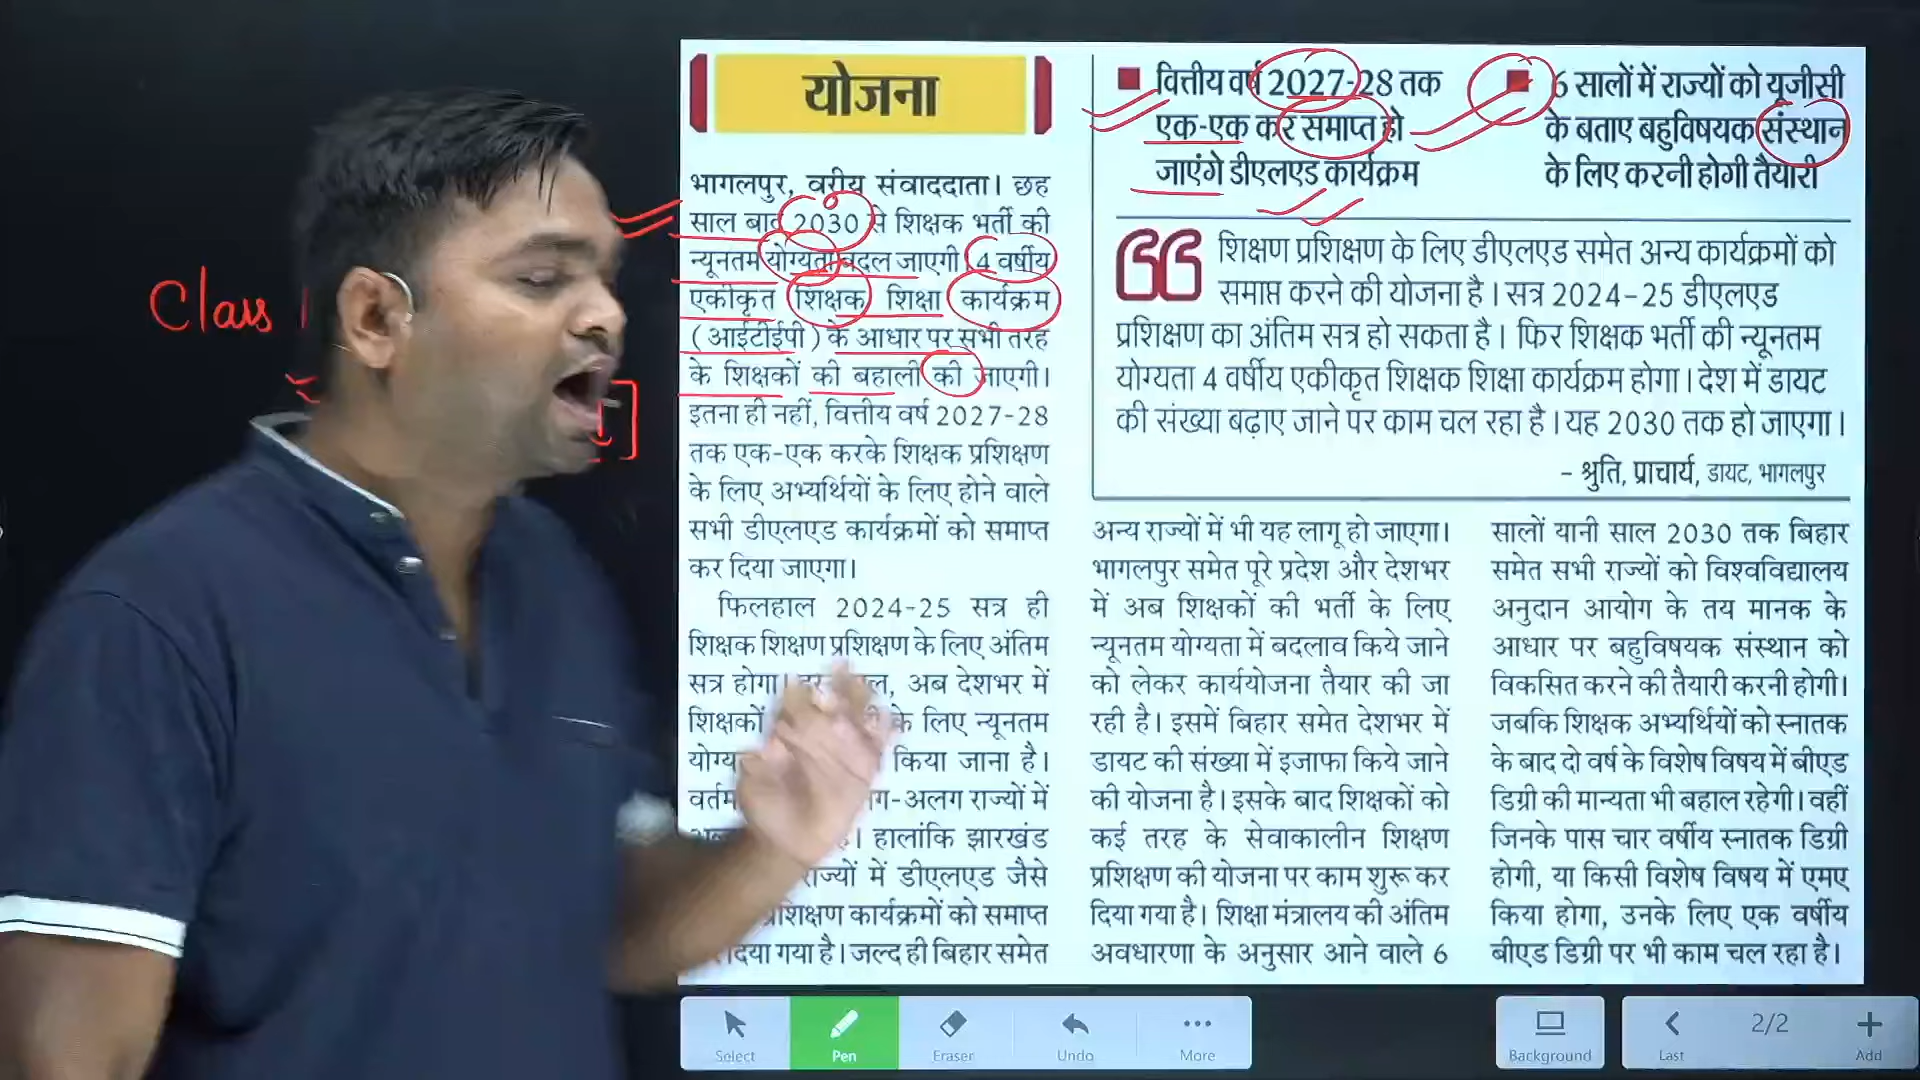 योजना
भागलपुर, वरीय संवाददाता। छह
साल बाद 2030 से शिक्षक भर्ती की
न्यूनतम योग्यता बदल जाएगी 4 वर्षीय
एकीकृत शिक्षक शिक्षा कार्यक्रम
(आईटीईपी) के आधार पर सभी तरह
के शिक्षकों की बहाली की जाएगी।
इतना ही नहीं, वित्तीय वर्ष 2027-28
तक एक-एक करके शिक्षक प्रशिक्षण
के लिए अभ्यर्थियों के लिए होने वाले
सभी डीएलएड कार्यक्रमों को समाप्त
कर दिया जाएगा।
फिलहाल 2024-25 सत्र ही
शिक्षक शिक्षण प्रशिक्षण के लिए अंतिम
सत्र होगा। अब देशभर में
शिक्षकों के लिए न्यूनतम
किया जाना है।
राज्यों में
हालांकि झारखंड
राज्यों में डीएलएड जैसे
कार्यक्रमों को समाप्त
दिया गया है। जल्द ही बिहार समेत
वित्तीय वर्ष 2027-28 तक
एक-एक कर समाप्त हो
जाएंगे डीएलएड कार्यक्रम
6 सालों में राज्यों को यूजीसी
के बताए बहुविषयक संस्थान
के लिए करनी होगी तैयारी
शिक्षण प्रशिक्षण के लिए डीएलएड समेत अन्य कार्यक्रमों को
समाप्त करने की योजना है। सत्र 2024-25 डीएलएड
प्रशिक्षण का अंतिम सत्र हो सकता है। फिर शिक्षक भर्ती की न्यूनतम
योग्यता 4 वर्षीय एकीकृत शिक्षक शिक्षा कार्यक्रम होगा। देश में डायट
की संख्या बढ़ाए जाने पर काम चल रहा है। यह 2030 तक हो जाएगा।
- श्रुति, प्राचार्य, डायट, भागलपुर
अन्य राज्यों में भी यह लागू हो जाएगा।
भागलपुर समेत पूरे प्रदेश और देशभर
में अब शिक्षकों की भर्ती के लिए
न्यूनतम योग्यता में बदलाव किये जाने
को लेकर कार्ययोजना तैयार की जा
रही है। इसमें बिहार समेत देशभर में
डायट की संख्या में इजाफा किये जाने
की योजना है। इसके बाद शिक्षकों को
कई तरह के सेवाकालीन शिक्षण
प्रशिक्षण की योजना पर काम शुरू कर
दिया गया है। शिक्षा मंत्रालय की अंतिम
अवधारणा के अनुसार आने वाले 6
सालों यानी साल 2030 तक बिहार
समेत सभी राज्यों को विश्वविद्यालय
अनुदान आयोग के तय मानक के
आधार पर बहुविषयक संस्थान को
विकसित करने की तैयारी करनी होगी।
जबकि शिक्षक अभ्यर्थियों को स्नातक
के बाद दो वर्ष के विशेष विषय में बीएड
डिग्री की मान्यता भी बहाल रहेगी। वहीं
जिनके पास चार वर्षीय स्नातक डिग्री
होगी, या किसी विशेष विषय में एमए
किया होगा, उनके लिए एक वर्षीय
बीएड डिग्री पर भी काम चल रहा है।
Class
Select
Pen
Eraser
Undo
More
Background
Last
2/2
Add